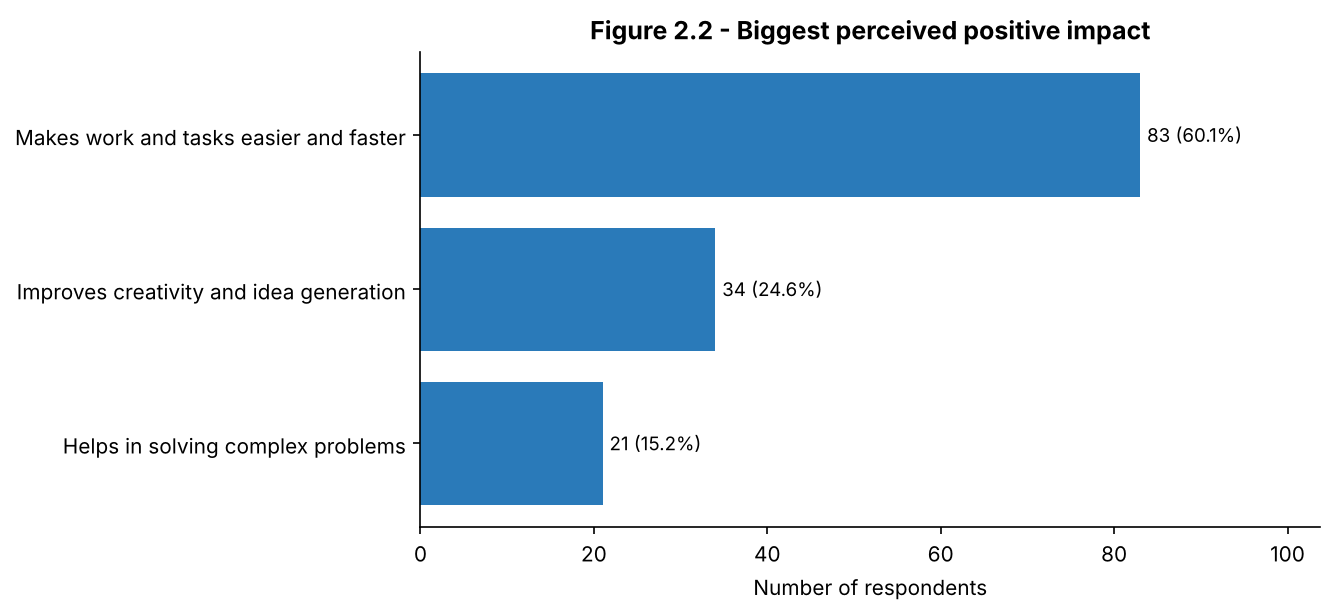 Figure 2.2 - Biggest perceived positive impact
Makes work and tasks easier and faster
83 (60.1%)
Improves creativity and idea generation
34 (24.6%)
Helps in solving complex problems
21 (15.2%)
0 20 40 60 80 100
Number of respondents